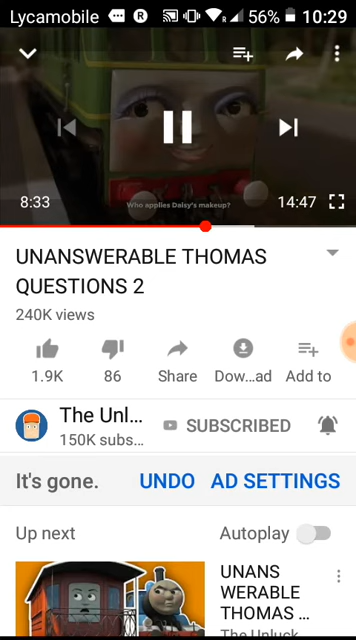 Lycamobile R R 56% 10:29
8:33 14:47
Who applies Daisy's makeup?
UNANSWERABLE THOMAS
QUESTIONS 2
240K views
1.9K 86 Share Dow...ad Add to
The Unl...
150K subs...
SUBSCRIBED
It's gone. UNDO AD SETTINGS
Up next Autoplay
UNANS
WERABLE
THOMAS ...
The Unluck